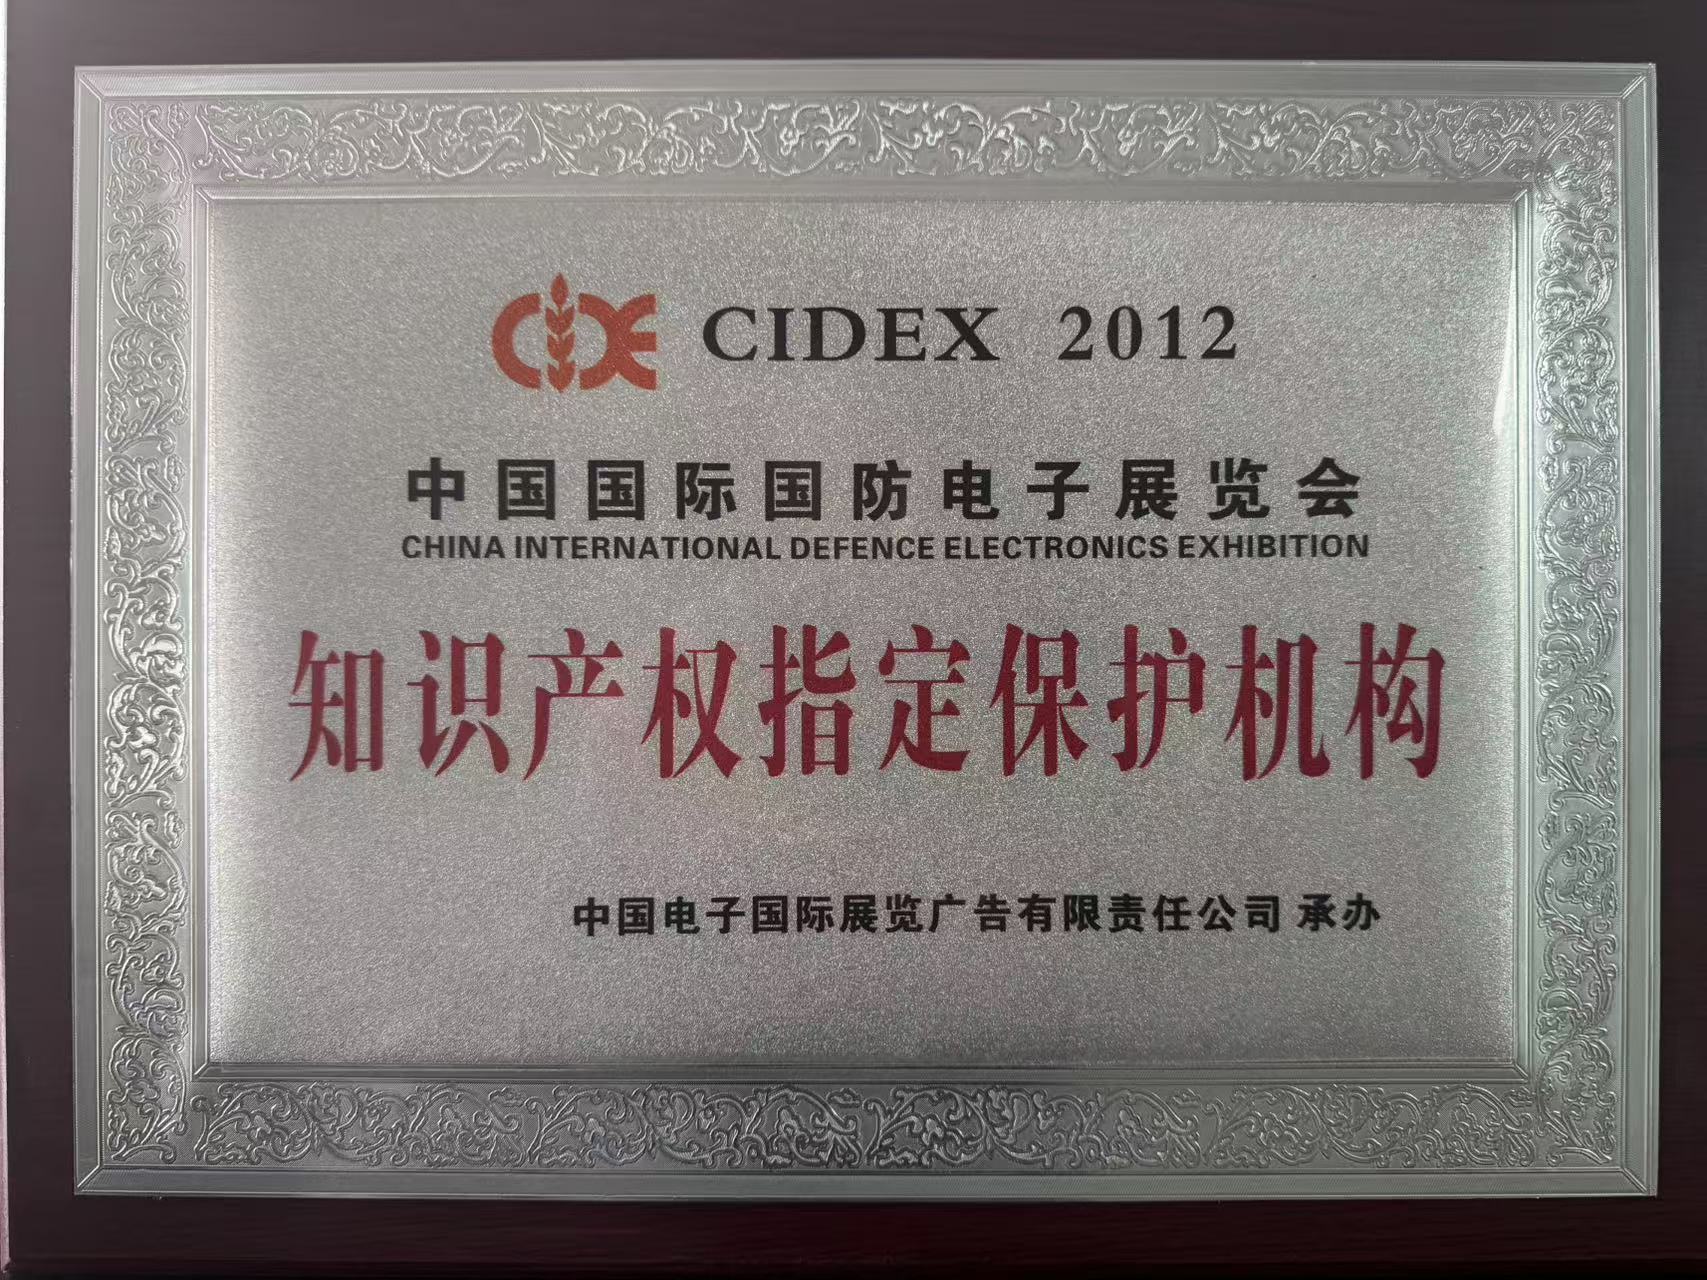 CIDEX CIDEX 2012
中国国际国防电子展览会
CHINA INTERNATIONAL DEFENCE ELECTRONICS EXHIBITION
知识产权指定保护机构
中国电子国际展览广告有限责任公司 承办